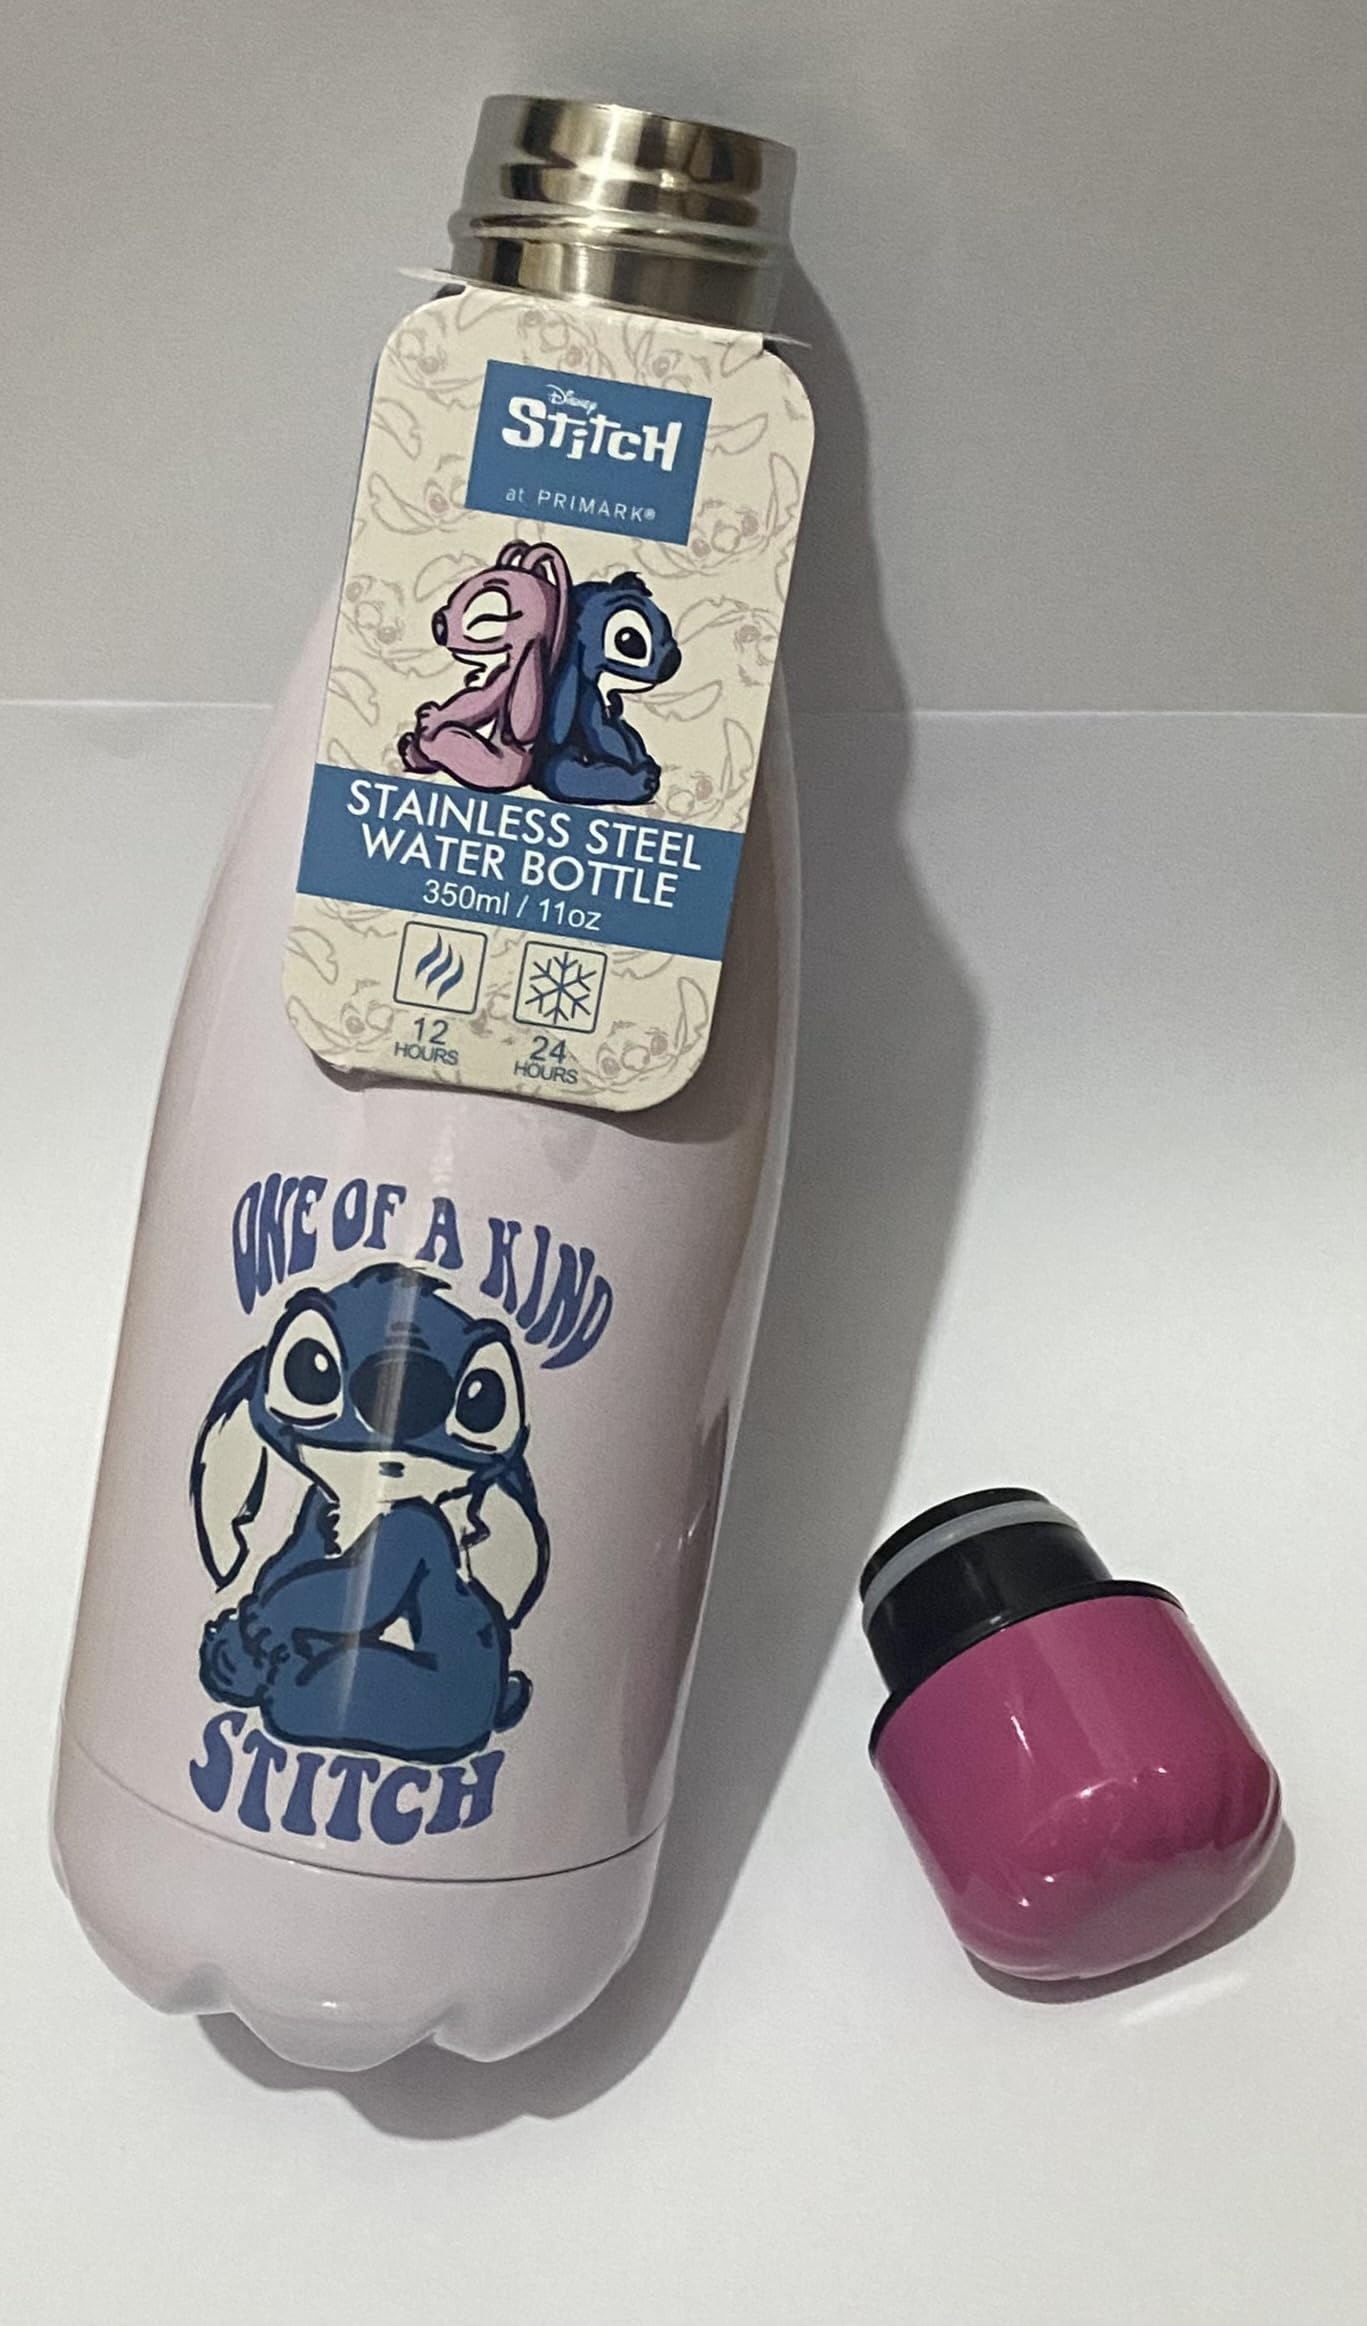 Disney
Stitch
at PRIMARK®
STAINLESS STEEL
WATER BOTTLE
350ml / 11oz
12
HOURS
24
HOURS
ONE OF A KIND
STITCH